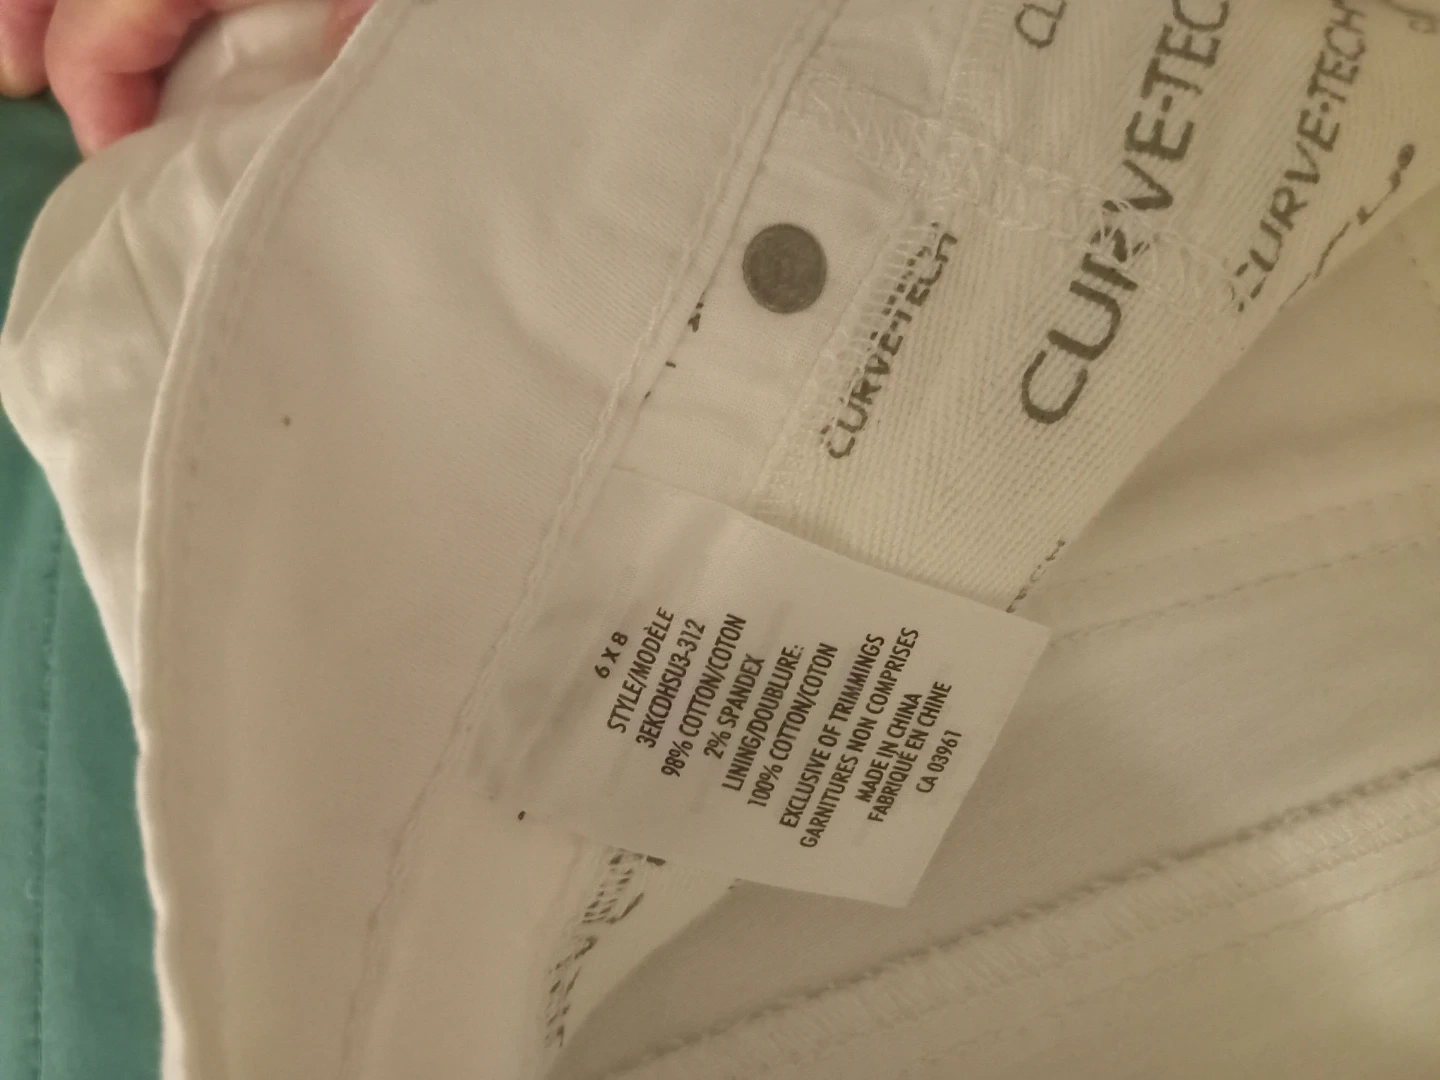 CURVE•TEC
CURVE•TECH
CURVE•TECH
6 X 8
STYLE/MODÈLE
3EKCDHSU3-312
98% COTTON/COTON
2% SPANDEX
LINING/DOUBLURE:
100% COTTON/COTON
EXCLUSIVE OF TRIMMINGS
GARNITURES NON COMPRISES
MADE IN CHINA
FABRIQUÉ EN CHINE
CA 03961